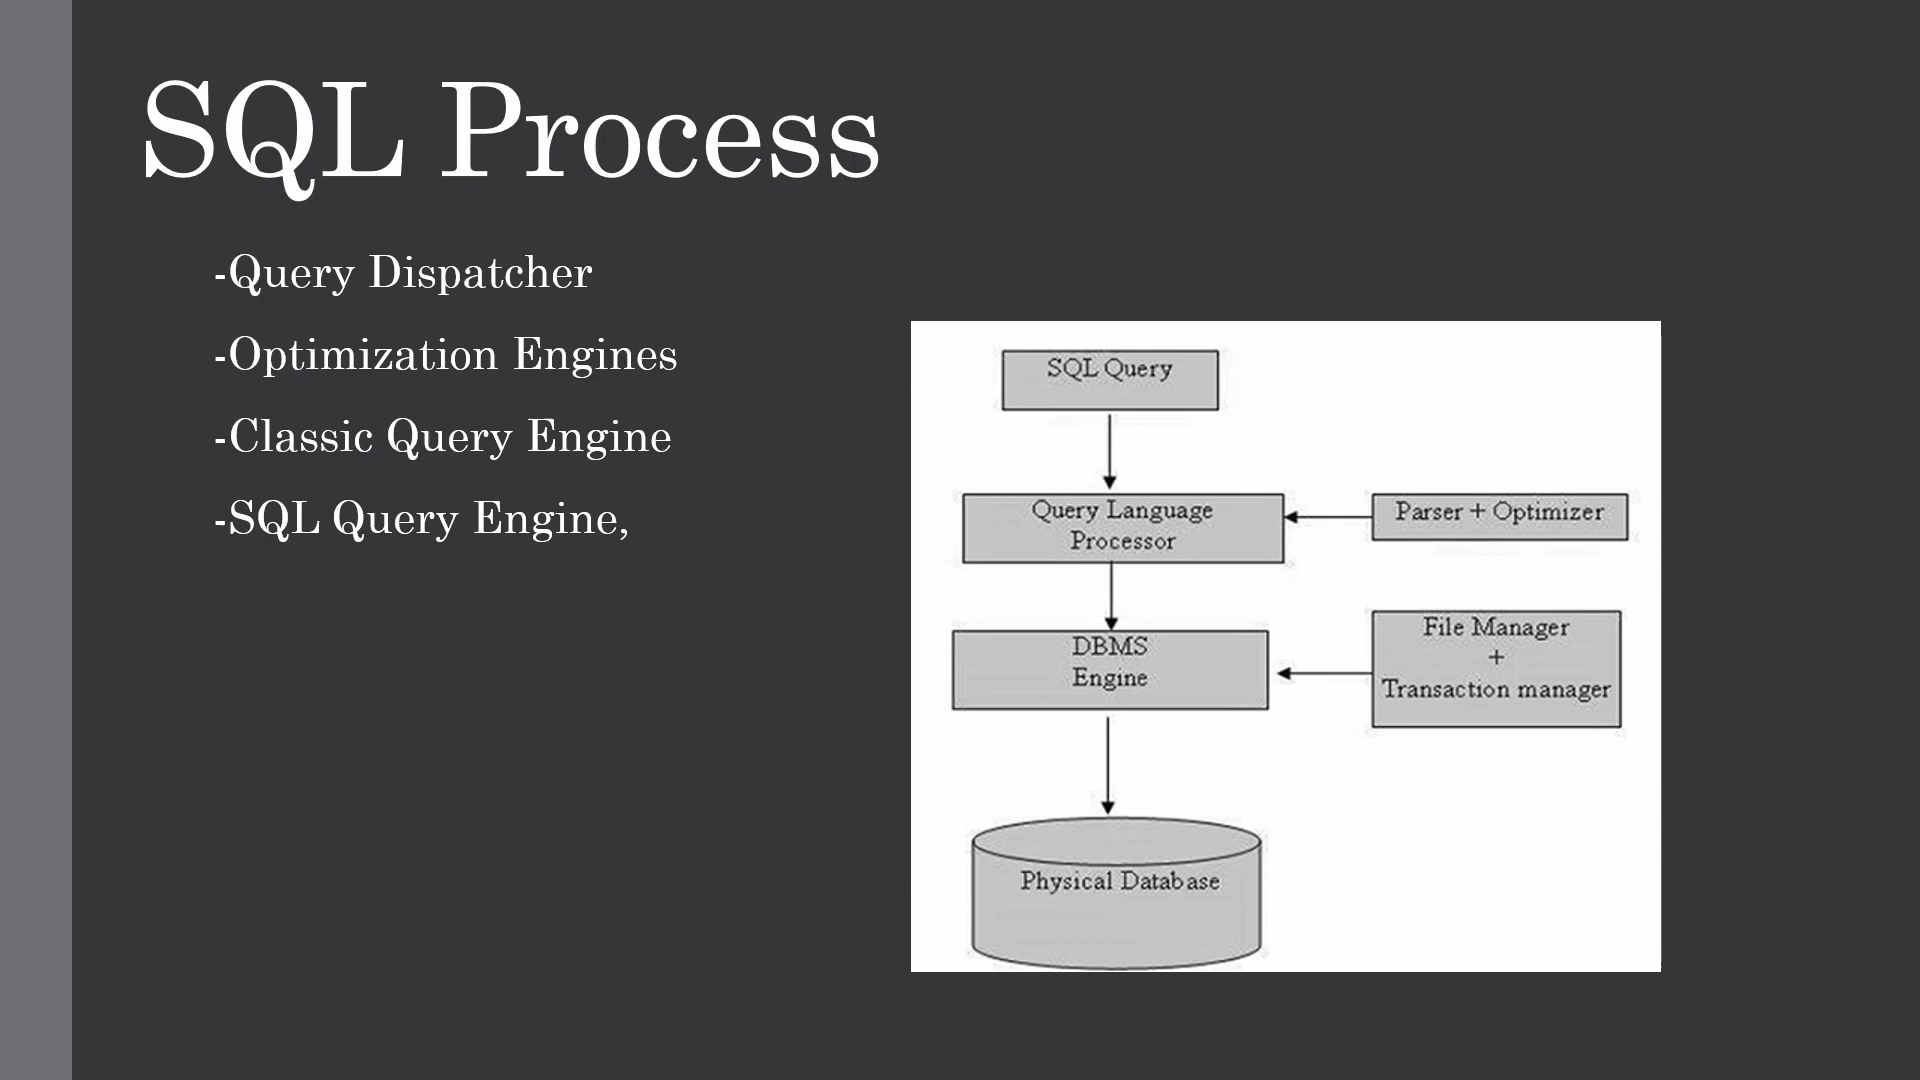 SQL Process
-Query Dispatcher
-Optimization Engines
-Classic Query Engine
-SQL Query Engine,
SQL Query
Query Language
Processor
Parser + Optimizer
DBMS
Engine
File Manager
+
Transaction manager
Physical Database